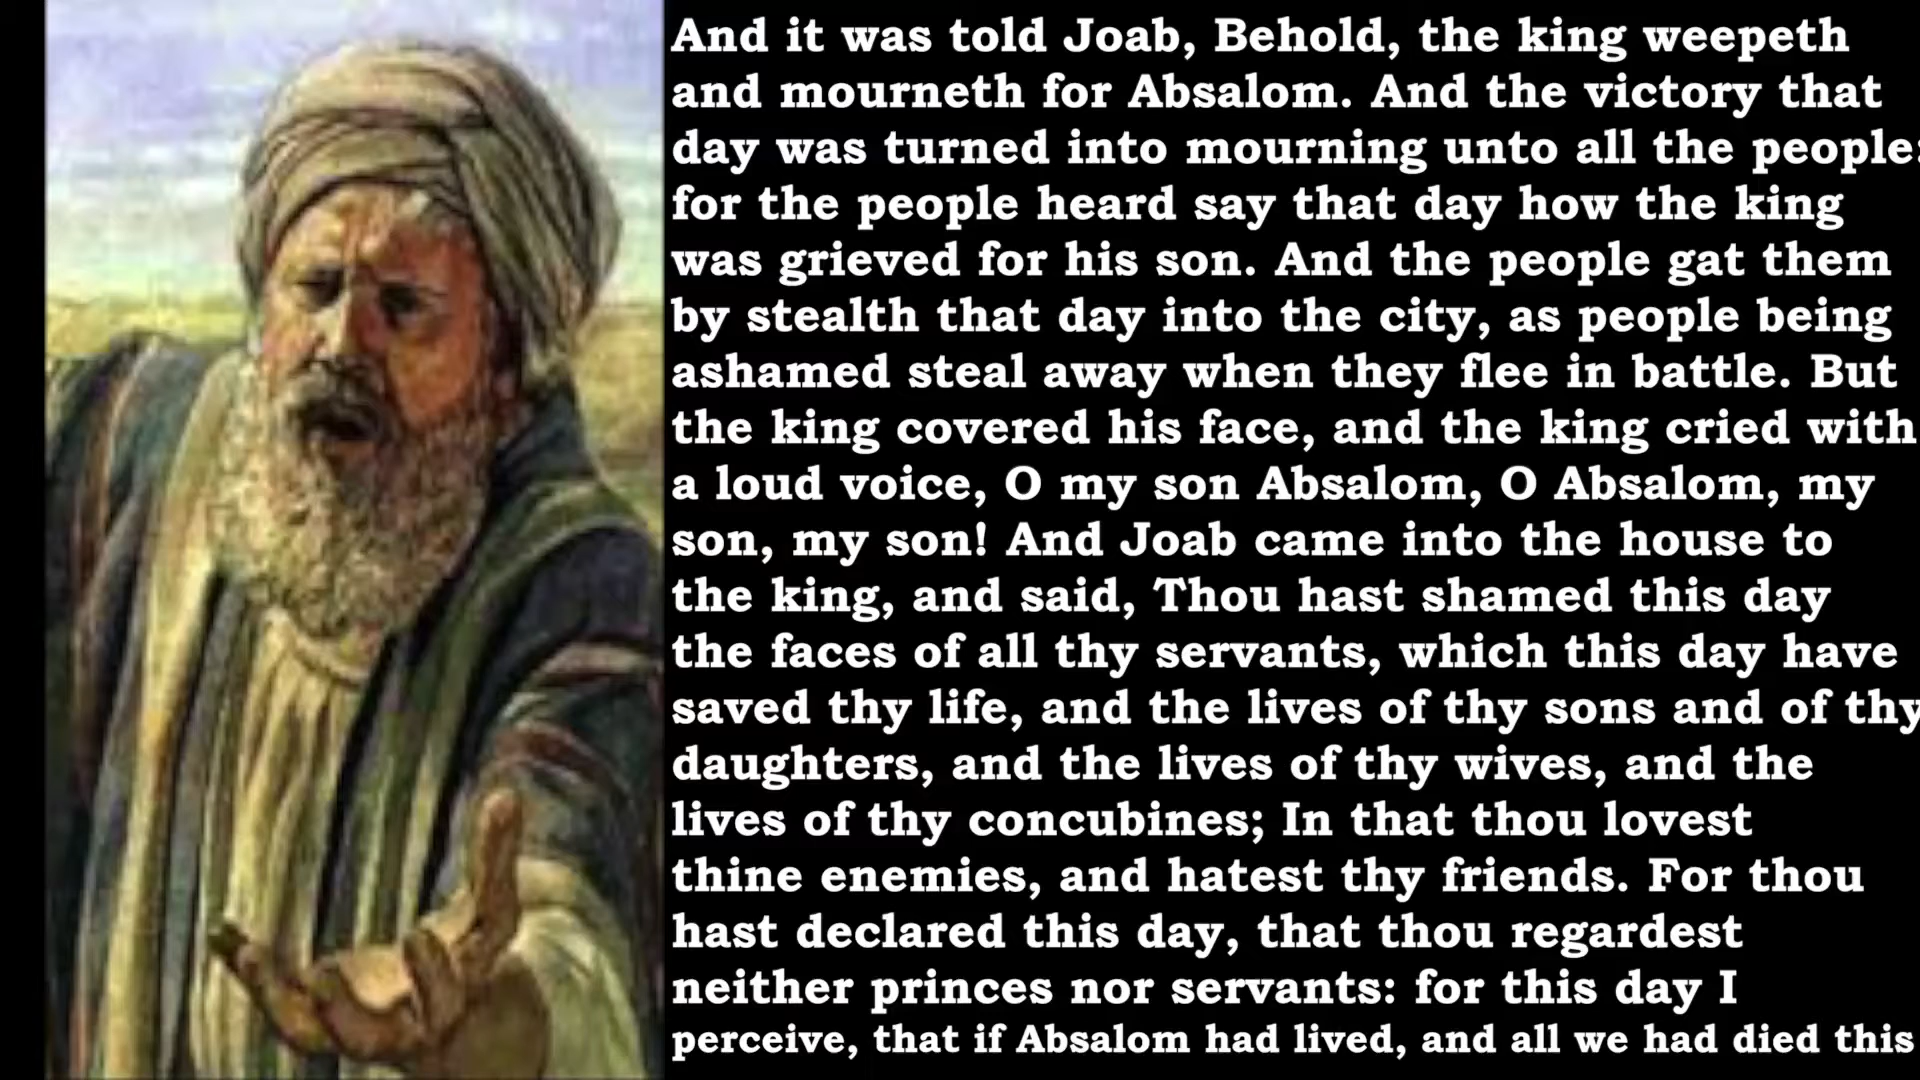 And it was told Joab, Behold, the king weepeth
and mourneth for Absalom. And the victory that
day was turned into mourning unto all the people:
for the people heard say that day how the king
was grieved for his son. And the people gat them
by stealth that day into the city, as people being
ashamed steal away when they flee in battle. But
the king covered his face, and the king cried with
a loud voice, O my son Absalom, O Absalom, my
son, my son! And Joab came into the house to
the king, and said, Thou hast shamed this day
the faces of all thy servants, which this day have
saved thy life, and the lives of thy sons and of thy
daughters, and the lives of thy wives, and the
lives of thy concubines; In that thou lovest
thine enemies, and hatest thy friends. For thou
hast declared this day, that thou regardest
neither princes nor servants: for this day I
perceive, that if Absalom had lived, and all we had died this